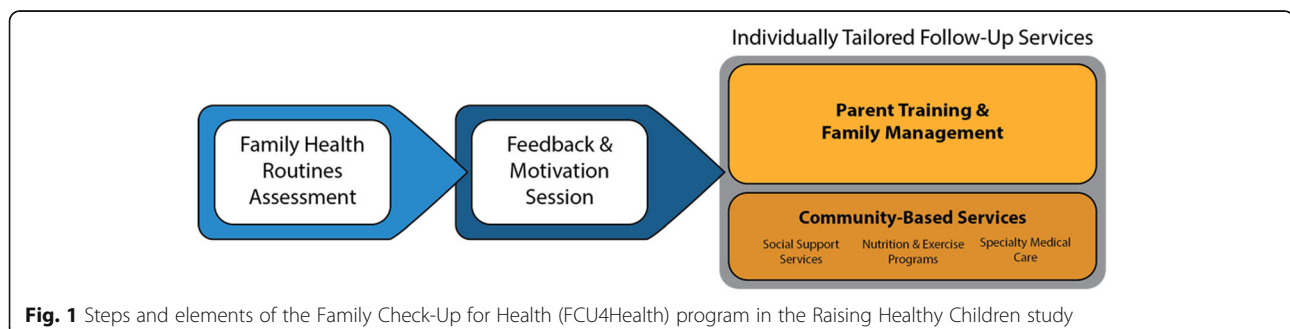 Individually Tailored Follow-Up Services
Family Health
Routines
Assessment
Feedback &
Motivation
Session
Parent Training &
Family Management
Community-Based Services
Social Support
Services
Nutrition & Exercise
Programs
Specialty Medical
Care
Fig. 1 Steps and elements of the Family Check-Up for Health (FCU4Health) program in the Raising Healthy Children study